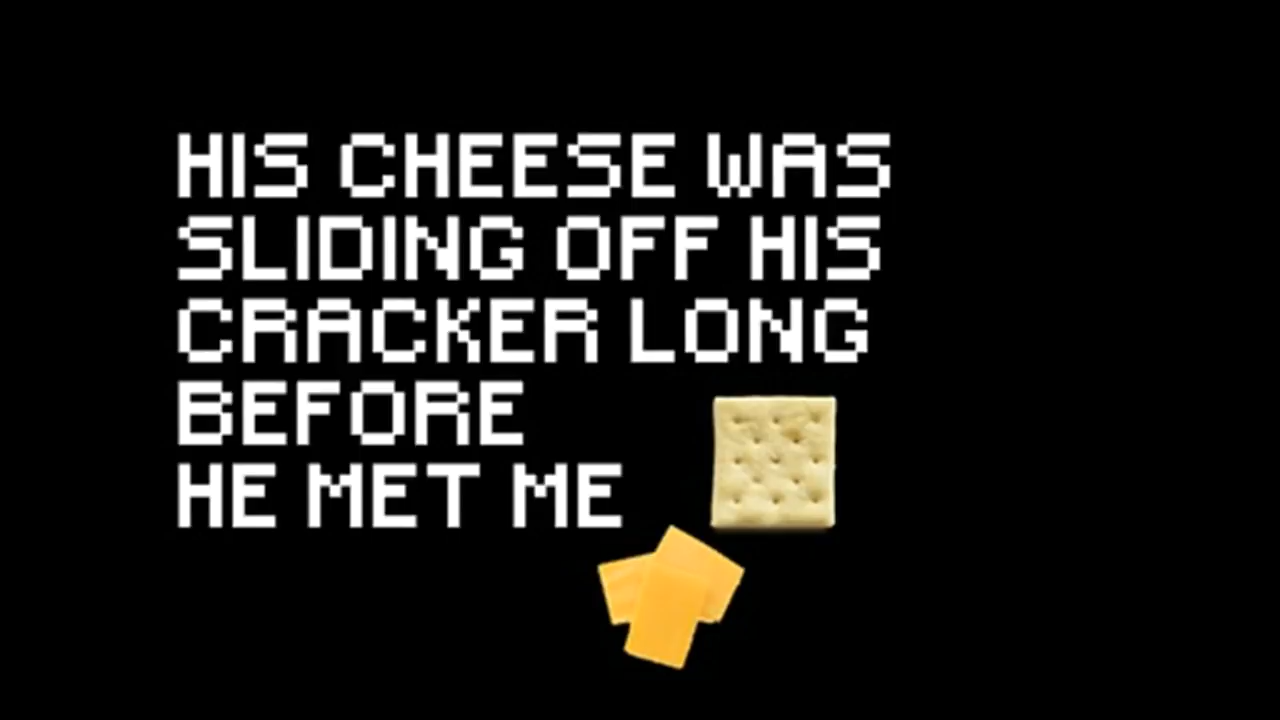 HIS CHEESE WAS
SLIDING OFF HIS
CRACKER LONG
BEFORE
HE MET ME